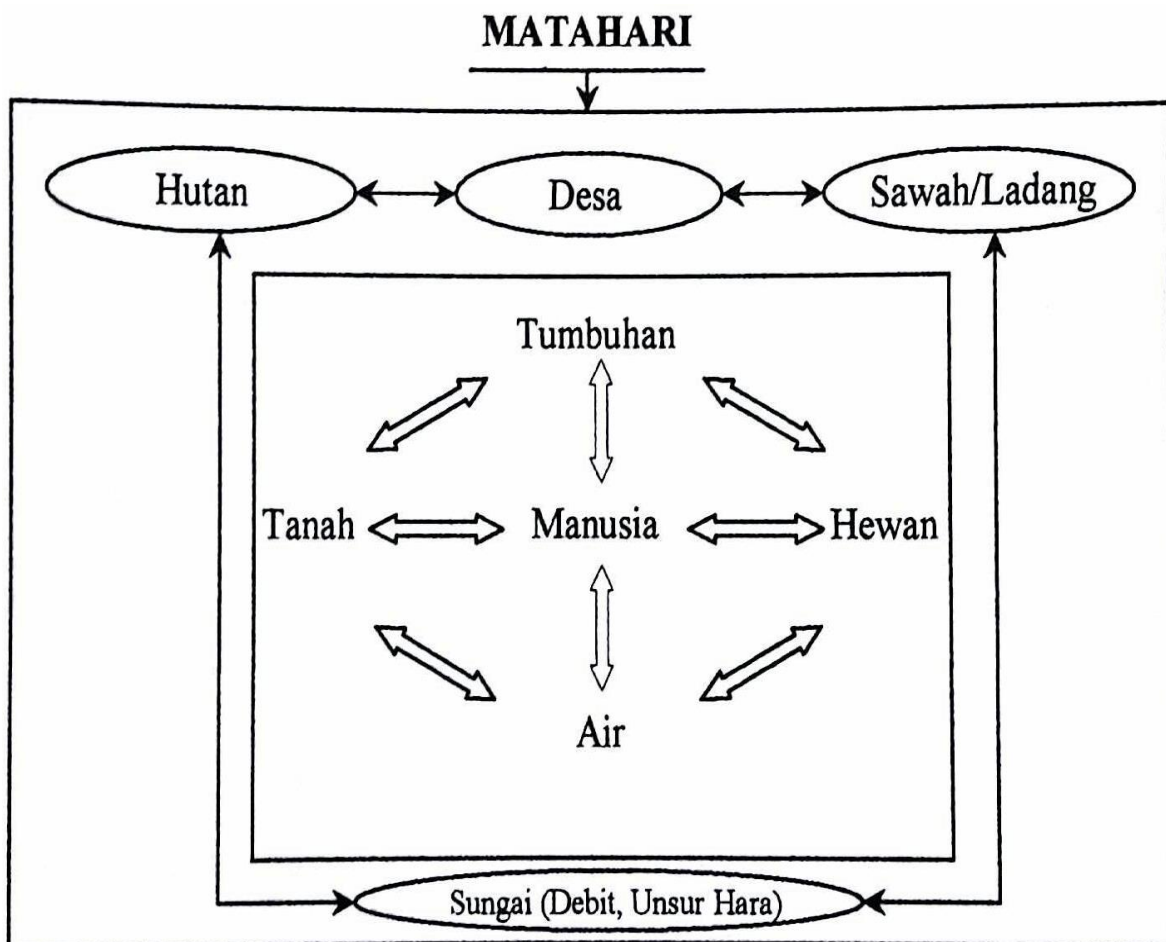 MATAHARI
Hutan
Desa
Sawah/Ladang
Tumbuhan
Tanah
Manusia
Hewan
Air
Sungai (Debit, Unsur Hara)